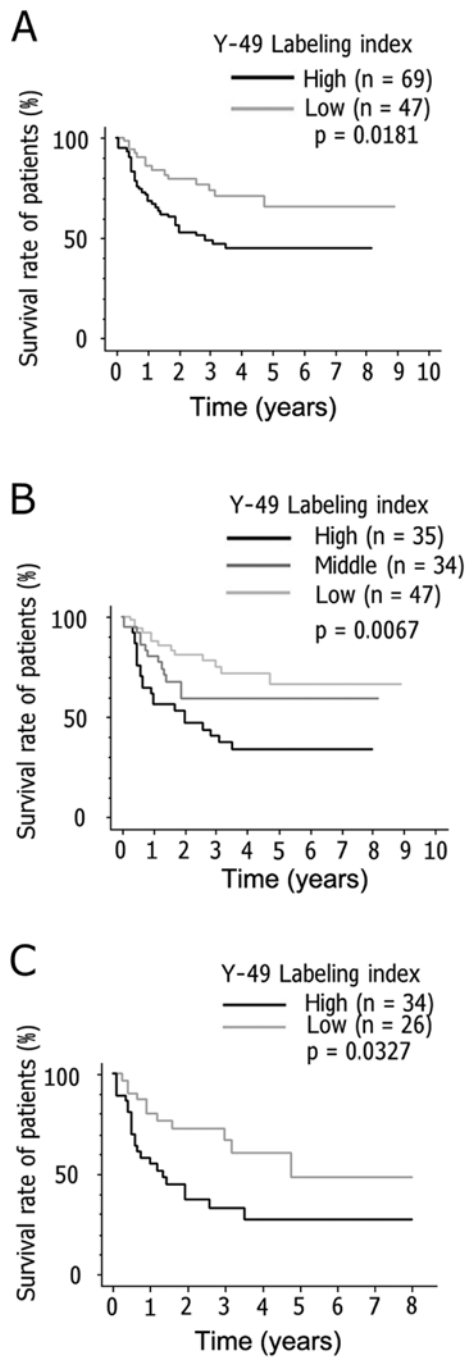 A
Y-49 Labeling index
High (n = 69)
Low (n = 47)
p = 0.0181
Survival rate of patients (%)
100
50
0
0 1 2 3 4 5 6 7 8 9 10
Time (years)
B
Y-49 Labeling index
High (n = 35)
Middle (n = 34)
Low (n = 47)
p = 0.0067
Survival rate of patients (%)
100
50
0
0 1 2 3 4 5 6 7 8 9 10
Time (years)
C
Y-49 Labeling index
High (n = 34)
Low (n = 26)
p = 0.0327
Survival rate of patients (%)
100
50
0
0 1 2 3 4 5 6 7 8
Time (years)